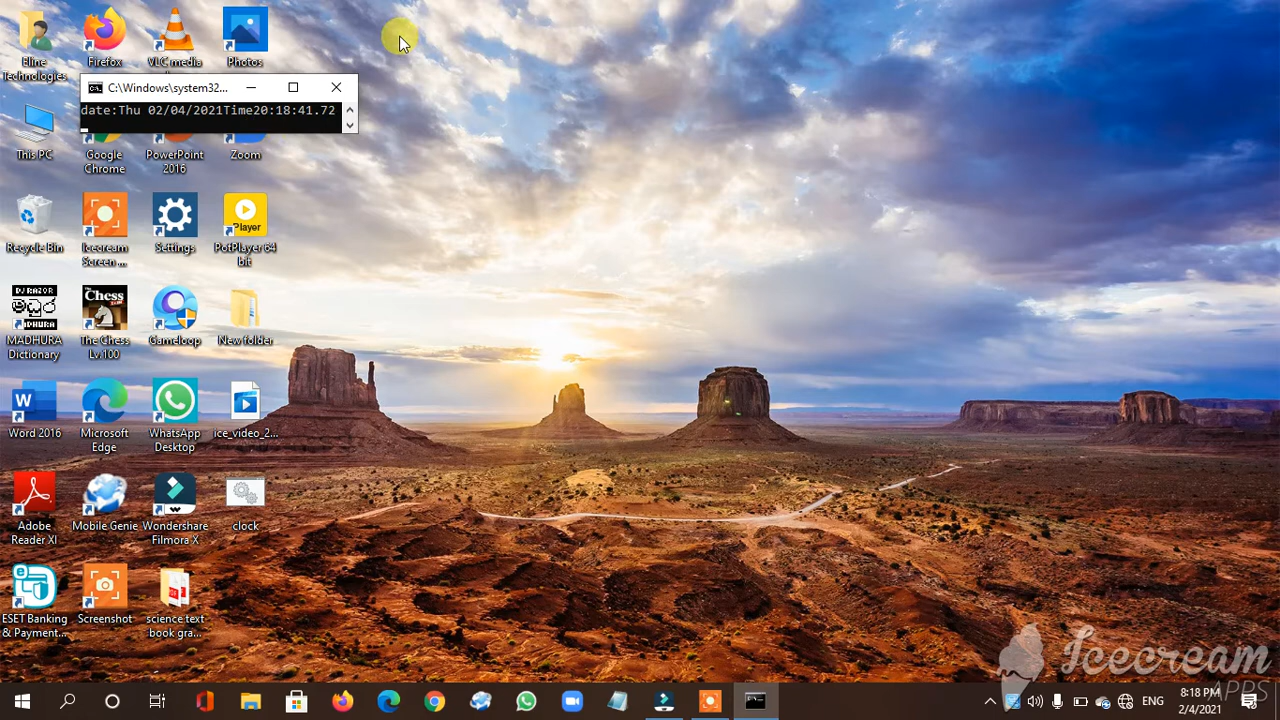 Eline
Technologies
Firefox
VLC media
Photos
C:\Windows\system32...
date:Thu 02/04/2021Time20:18:41.72
This PC
Google
Chrome
PowerPoint
2016
Zoom
Recycle Bin
Icecream
Screen ...
Settings
Player
PotPlayer 64
bit
DJ RAZOR
MADHURA
Dictionary
The Chess
The Chess
Lv.100
Gameloop
New folder
Word 2016
Microsoft
Edge
WhatsApp
Desktop
ice_video_2...
Adobe
Reader XI
Mobile Genie
Wondershare
Filmora X
clock
ESET Banking
& Payment...
Screenshot
science text
book gra...
Icecream
APPS
ENG
8:18 PM
2/4/2021